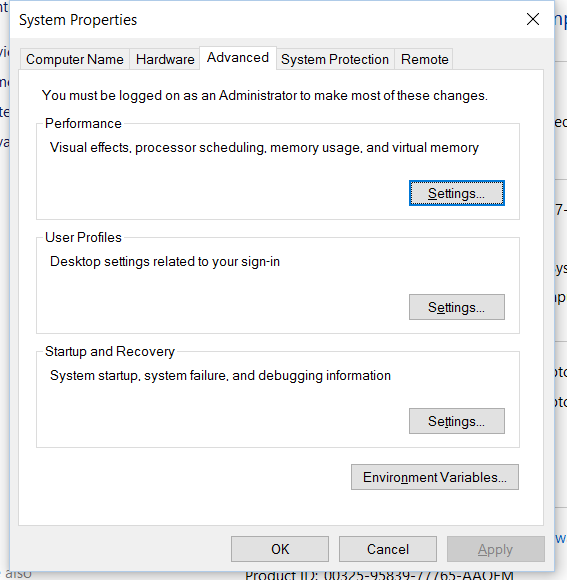 System Properties
Computer Name
Hardware
Advanced
System Protection
Remote
You must be logged on as an Administrator to make most of these changes.
Performance
Visual effects, processor scheduling, memory usage, and virtual memory
Settings...
User Profiles
Desktop settings related to your sign-in
Settings...
Startup and Recovery
System startup, system failure, and debugging information
Settings...
Environment Variables...
OK
Cancel
Apply
also
Product ID: 00325-95839-77765-AAOEM